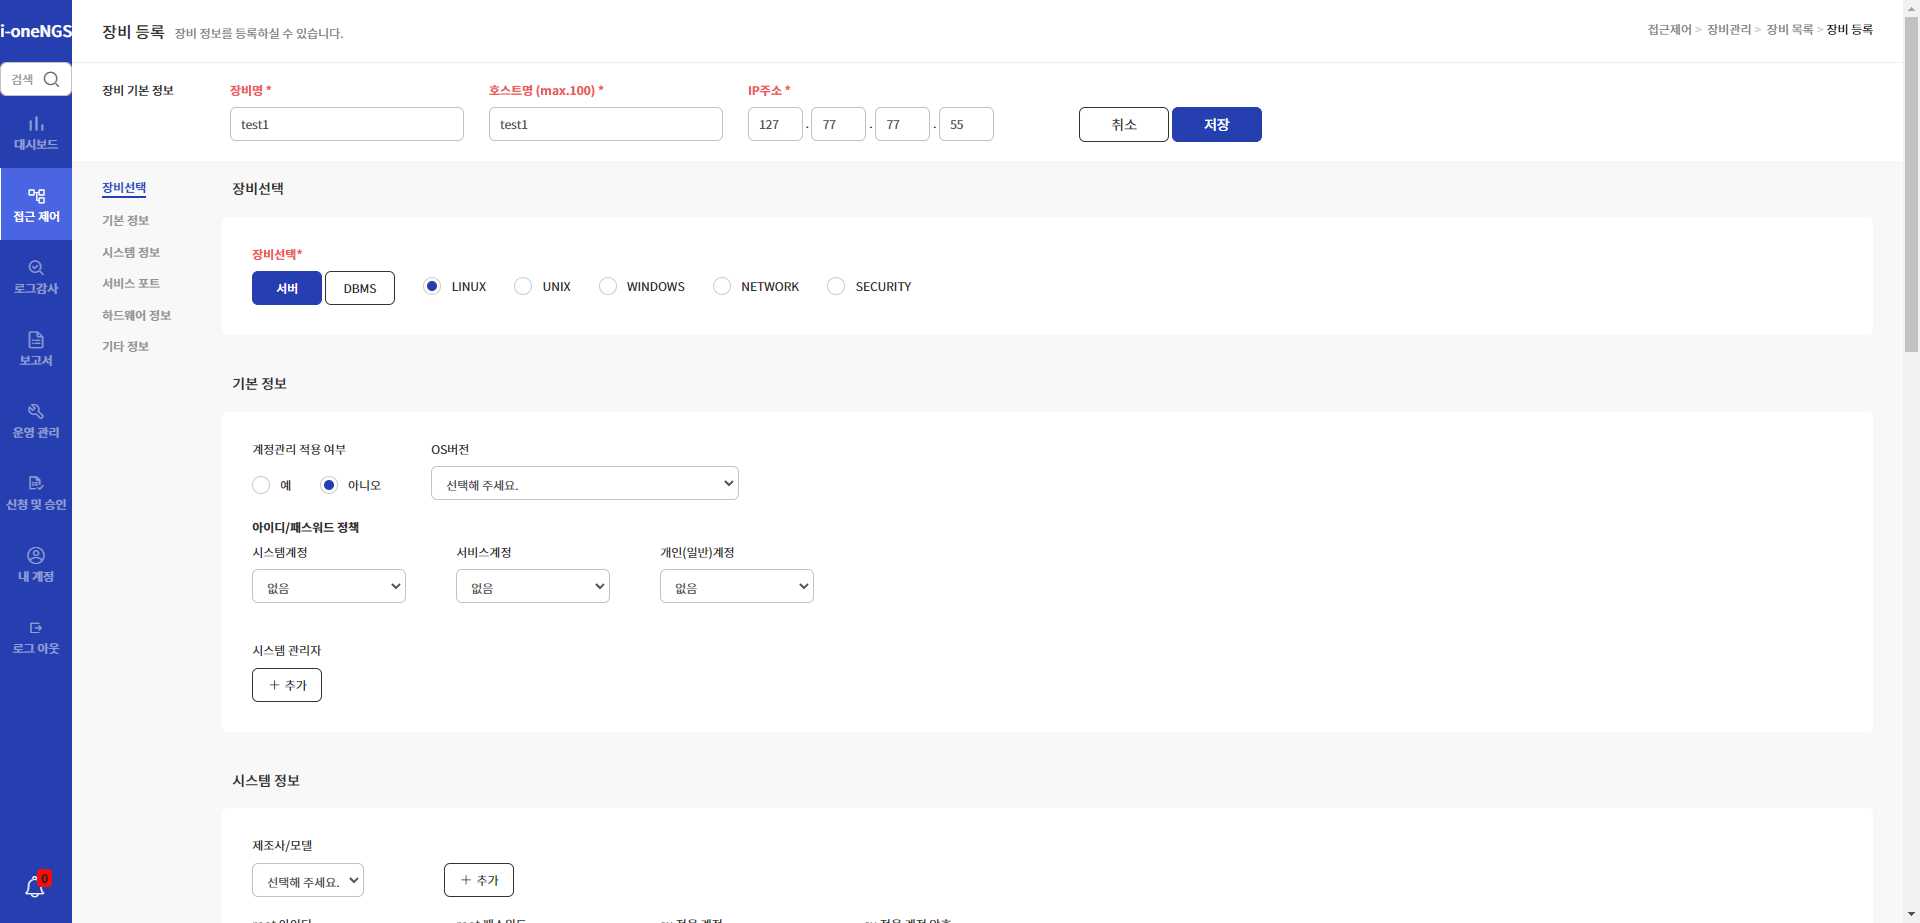 i-oneNGS
검색
대시보드
접근 제어
로그감사
보고서
운영 관리
신청 및 승인
내 계정
로그 아웃
0
장비 등록 장비 정보를 등록하실 수 있습니다.
접근제어 > 장비관리 > 장비 목록 > 장비 등록
장비 기본 정보
장비명 *
test1
호스트명 (max.100) *
test1
IP주소 *
127 . 77 . 77 . 55
취소
저장
장비선택
기본 정보
시스템 정보
서비스 포트
하드웨어 정보
기타 정보
장비선택
장비선택*
서버 DBMS LINUX UNIX WINDOWS NETWORK SECURITY
기본 정보
계정관리 적용 여부
예 아니오
OS버전
선택해 주세요.
아이디/패스워드 정책
시스템계정
없음
서비스계정
없음
개인(일반)계정
없음
시스템 관리자
+ 추가
시스템 정보
제조사/모델
선택해 주세요.
+ 추가